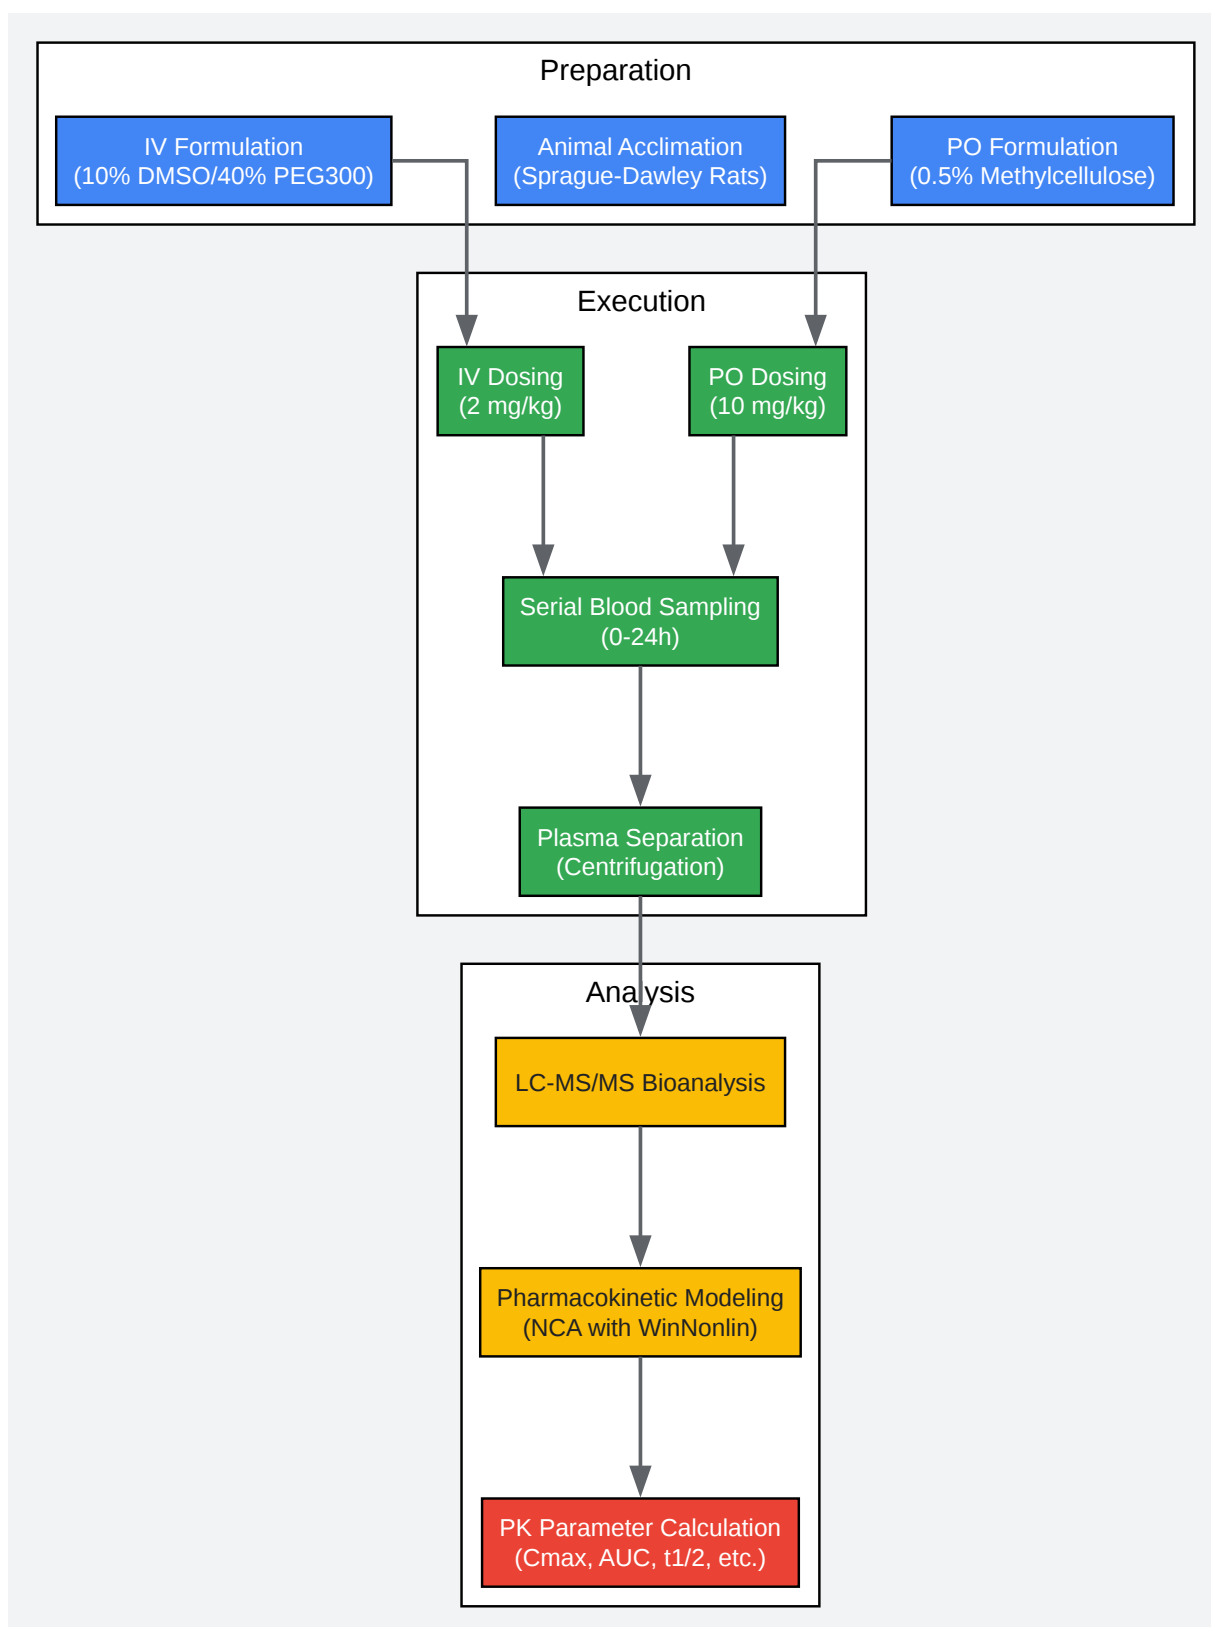 Preparation
IV Formulation
(10% DMSO/40% PEG300)
Animal Acclimation
(Sprague-Dawley Rats)
PO Formulation
(0.5% Methylcellulose)
Execution
IV Dosing
(2 mg/kg)
PO Dosing
(10 mg/kg)
Serial Blood Sampling
(0-24h)
Plasma Separation
(Centrifugation)
Analysis
LC-MS/MS Bioanalysis
Pharmacokinetic Modeling
(NCA with WinNonlin)
PK Parameter Calculation
(Cmax, AUC, t1/2, etc.)